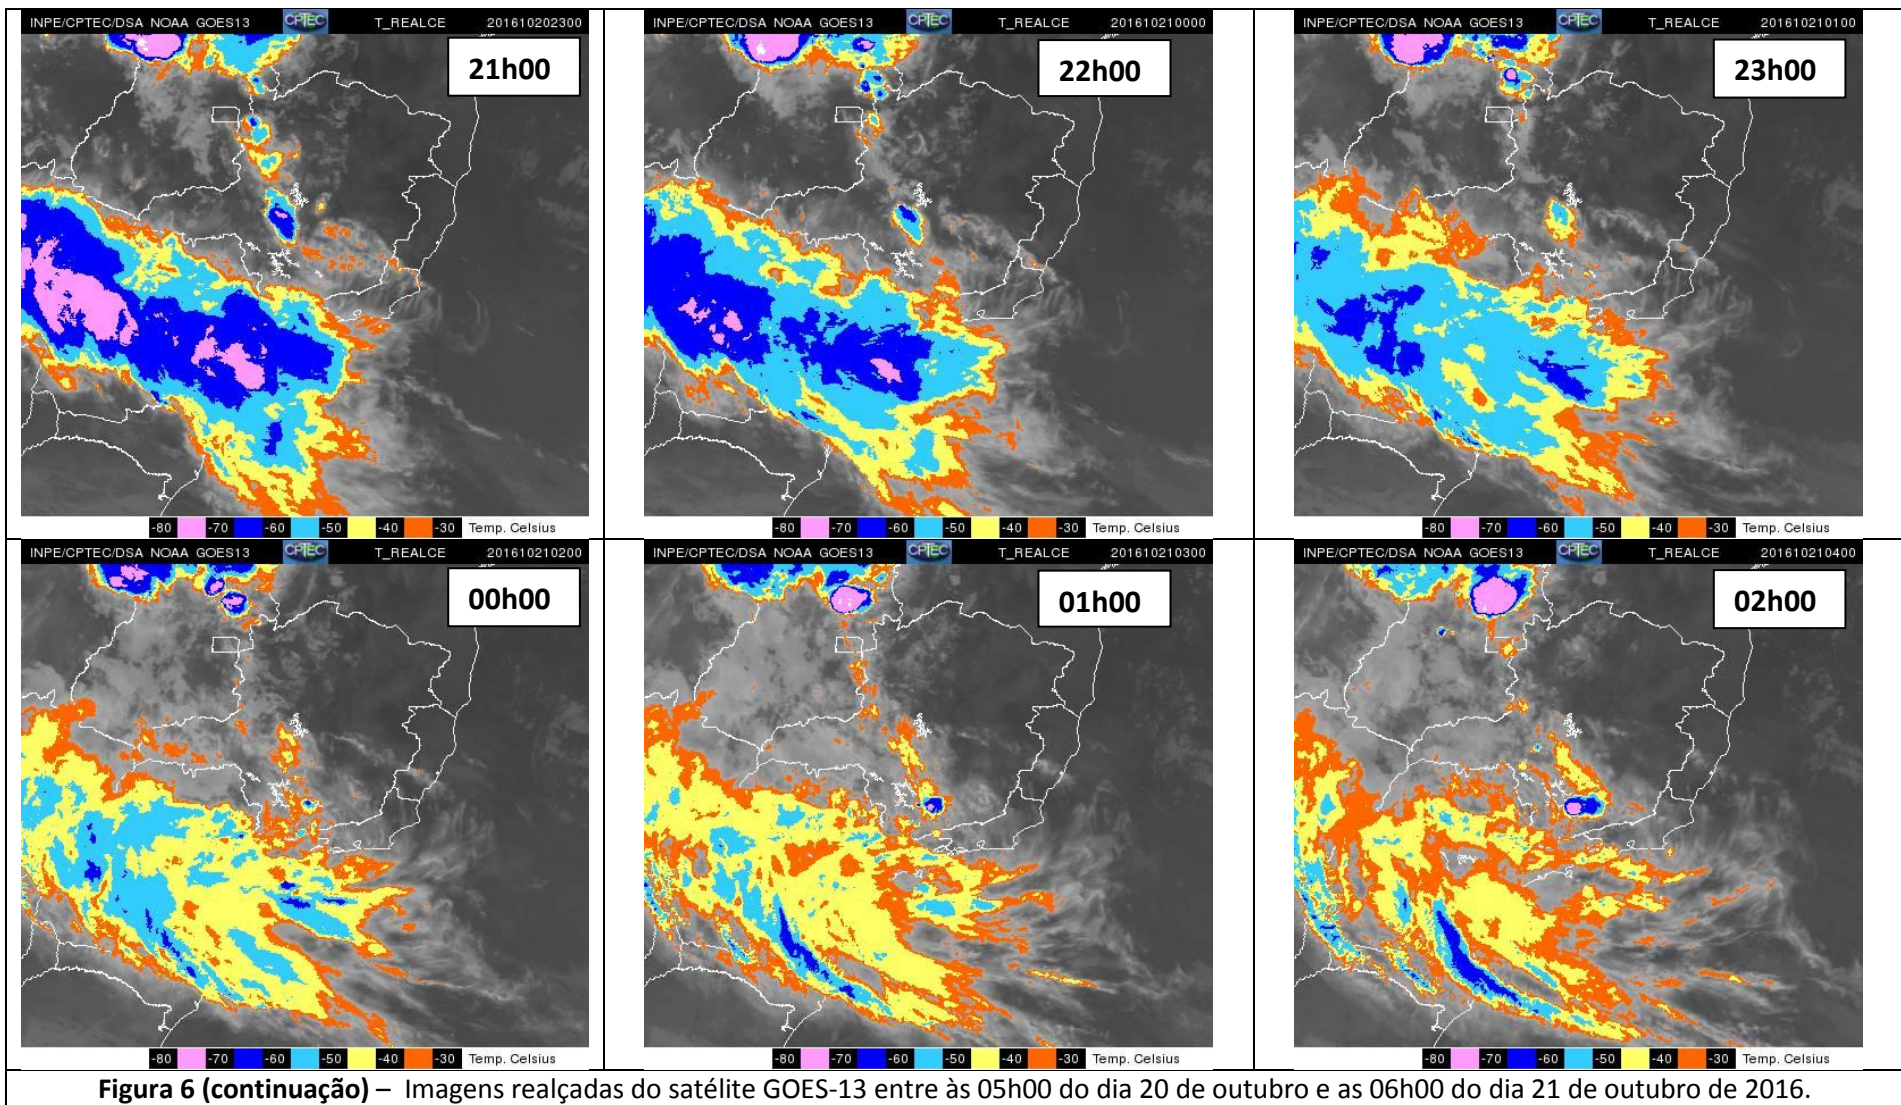 INPE/CPTEC/DSA NOAA GOES13 CPTEC T_REALCE 201610202300
21h00
-80 -70 -60 -50 -40 -30 Temp. Celsius
INPE/CPTEC/DSA NOAA GOES13 CPTEC T_REALCE 201610210000
22h00
-80 -70 -60 -50 -40 -30 Temp. Celsius
INPE/CPTEC/DSA NOAA GOES13 CPTEC T_REALCE 201610210100
23h00
-80 -70 -60 -50 -40 -30 Temp. Celsius
INPE/CPTEC/DSA NOAA GOES13 CPTEC T_REALCE 201610210200
00h00
-80 -70 -60 -50 -40 -30 Temp. Celsius
INPE/CPTEC/DSA NOAA GOES13 CPTEC T_REALCE 201610210300
01h00
-80 -70 -60 -50 -40 -30 Temp. Celsius
INPE/CPTEC/DSA NOAA GOES13 CPTEC T_REALCE 201610210400
02h00
-80 -70 -60 -50 -40 -30 Temp. Celsius
Figura 6 (continuação) – Imagens realçadas do satélite GOES-13 entre às 05h00 do dia 20 de outubro e as 06h00 do dia 21 de outubro de 2016.